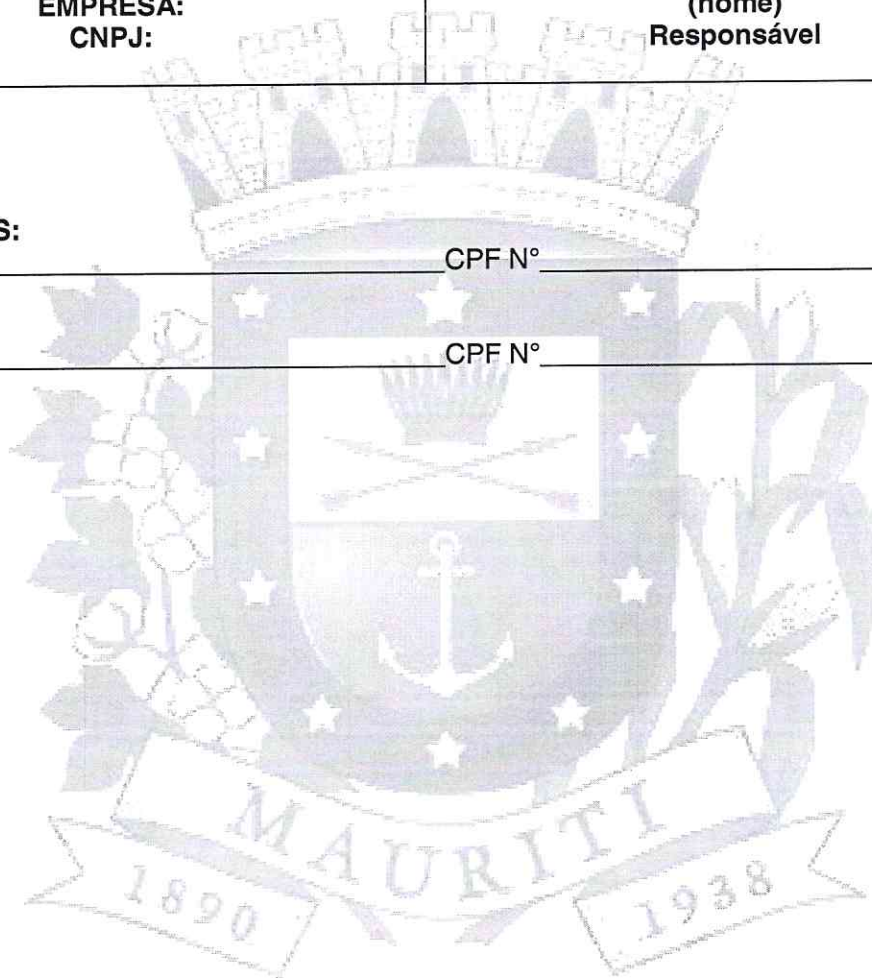 EMPRESA:
CNPJ:
(nome)
Responsável
S:
CPF N°
CPF N°
MAURITI
1890
1938